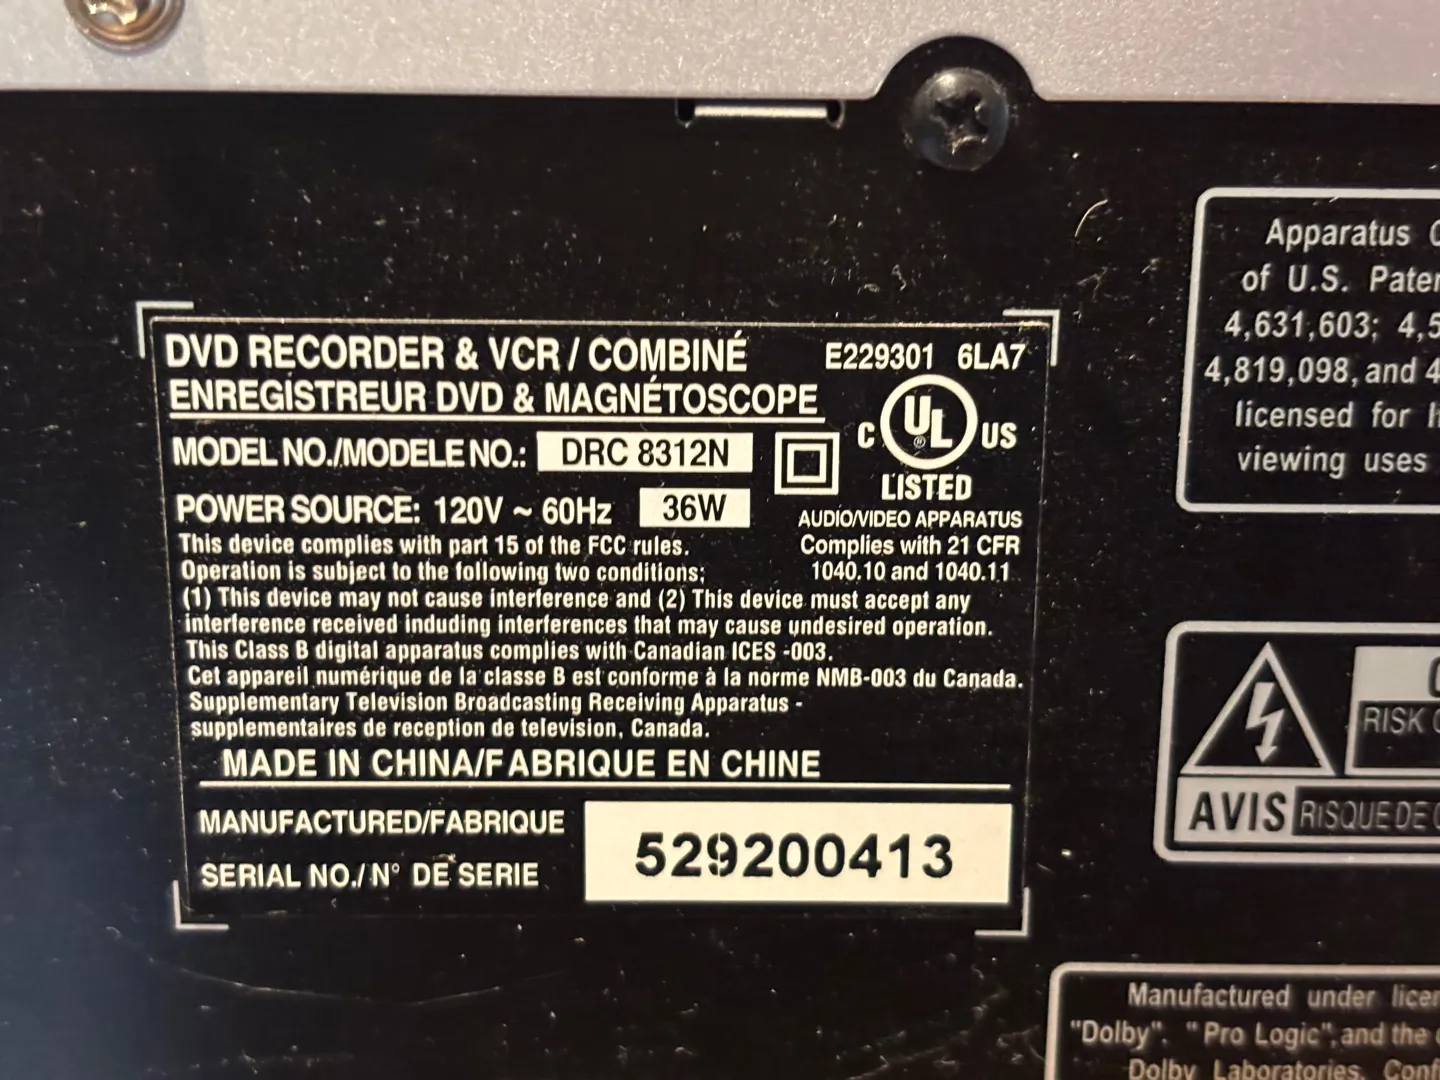 DVD RECORDER & VCR / COMBINÉ
ENREGISTREUR DVD & MAGNÉTOSCOPE
E229301 6LA7
MODEL NO./MODELE NO.: DRC 8312N
C UL US
®
LISTED
POWER SOURCE: 120V ~ 60Hz 36W
AUDIO/VIDEO APPARATUS
Complies with 21 CFR
1040.10 and 1040.11
This device complies with part 15 of the FCC rules.
Operation is subject to the following two conditions:
(1) This device may not cause interference and (2) This device must accept any
interference received including interferences that may cause undesired operation.
This Class B digital apparatus complies with Canadian ICES -003.
Cet appareil numérique de la classe B est conforme à la norme NMB-003 du Canada.
Supplementary Television Broadcasting Receiving Apparatus -
supplementaires de reception de television, Canada.
MADE IN CHINA/FABRIQUE EN CHINE
MANUFACTURED/FABRIQUE
SERIAL NO./N° DE SERIE
529200413
Apparatus
of U.S.
4,631,603;
4,819,098, and
licensed for
viewing uses
RISK
AVIS RISQUE DE
Manufactured under
"Dolby". "Pro Logic", and the
Dolby Laboratories.